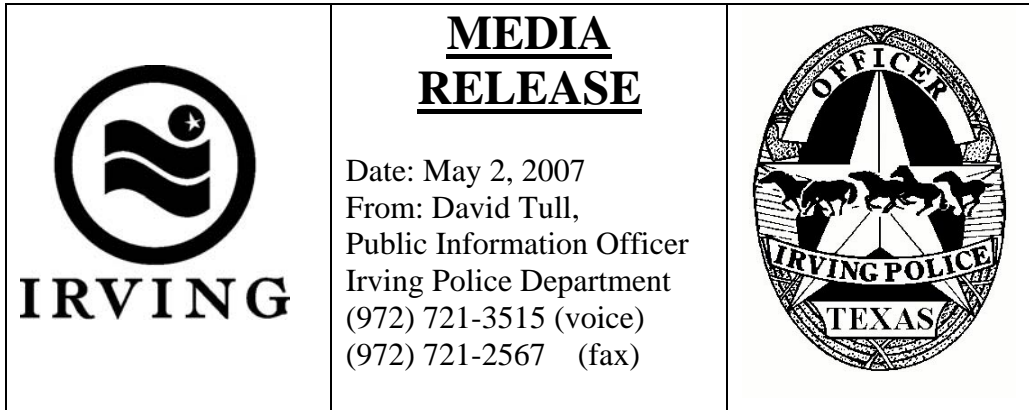 IRVING
MEDIA
RELEASE
Date: May 2, 2007
From: David Tull,
Public Information Officer
Irving Police Department
(972) 721-3515 (voice)
(972) 721-2567 (fax)
OFFICER
IRVING POLICE
TEXAS